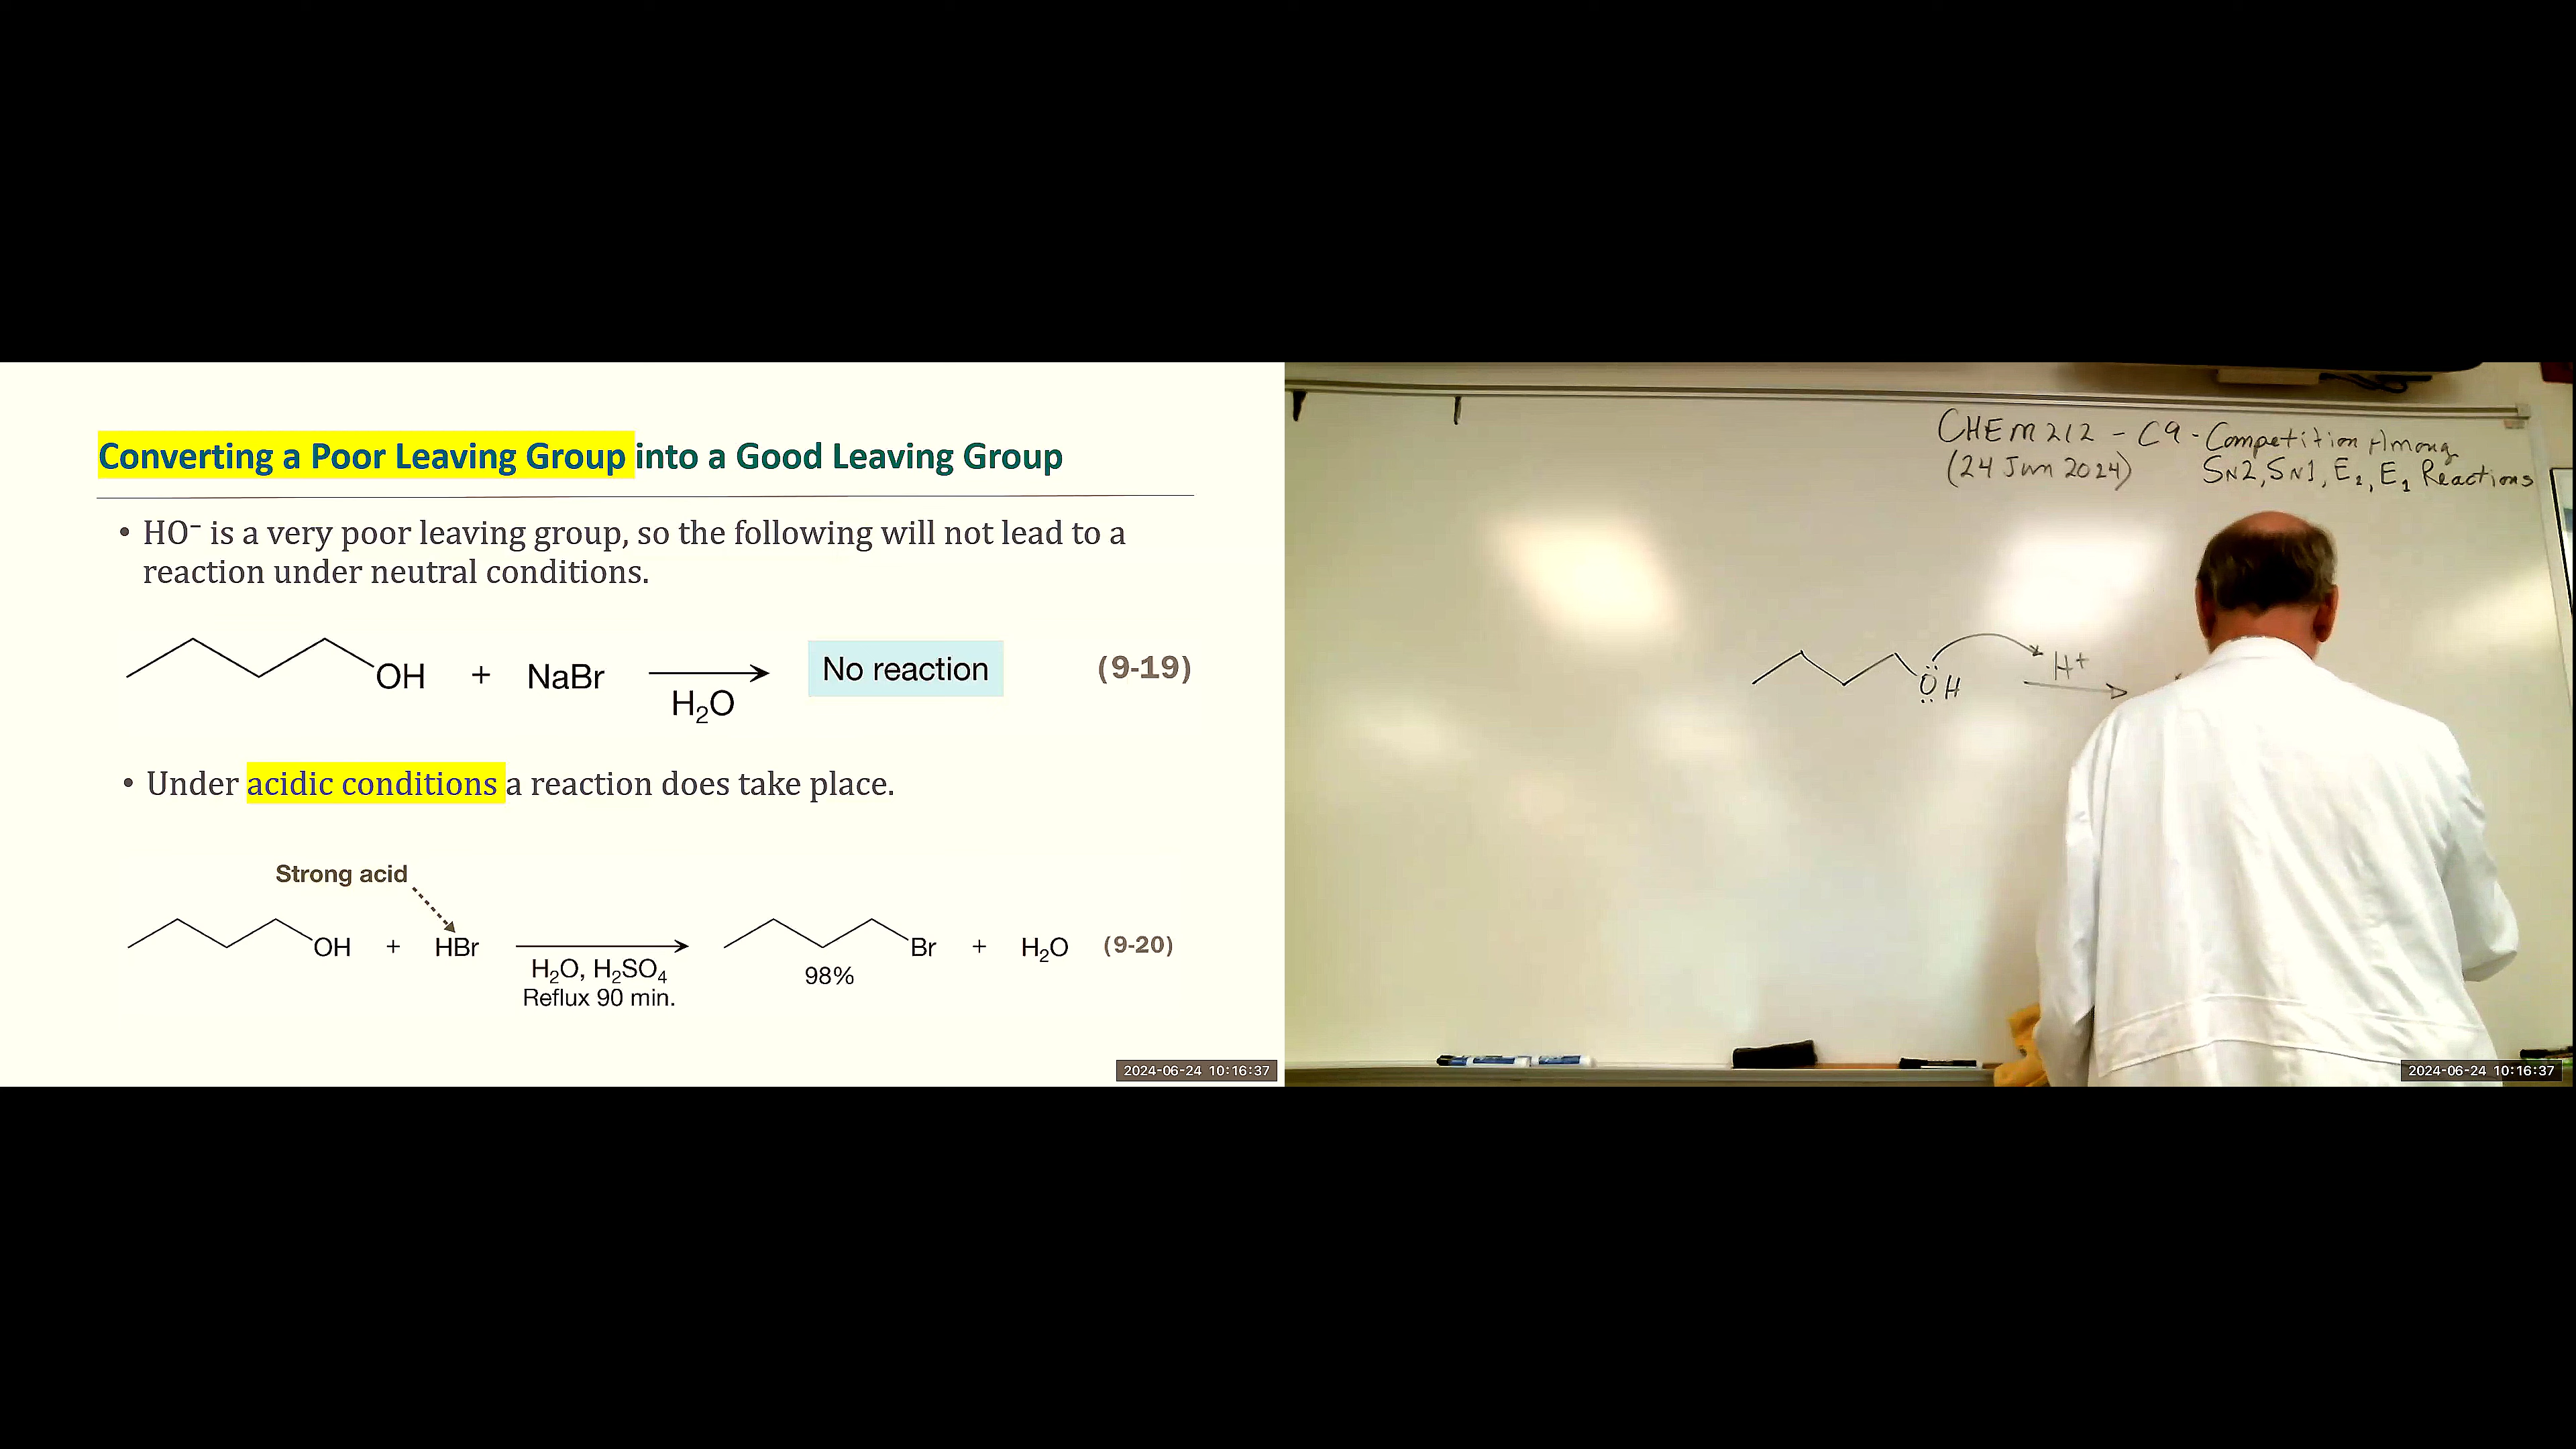 Converting a Poor Leaving Group into a Good Leaving Group
• HO⁻ is a very poor leaving group, so the following will not lead to a
reaction under neutral conditions.
OH + NaBr No reaction (9-19)
H₂O
• Under acidic conditions a reaction does take place.
Strong acid
OH + HBr Br + H₂O (9-20)
H₂O, H₂SO₄ 98%
Reflux 90 min.
2024-06-24 10:16:37
CHEM 212 - C9 - Competition Among
(24 Jun 2024) SN2, SN1, E₂, E₁ Reactions
H⁺
OH
2024-06-24 10:16:37